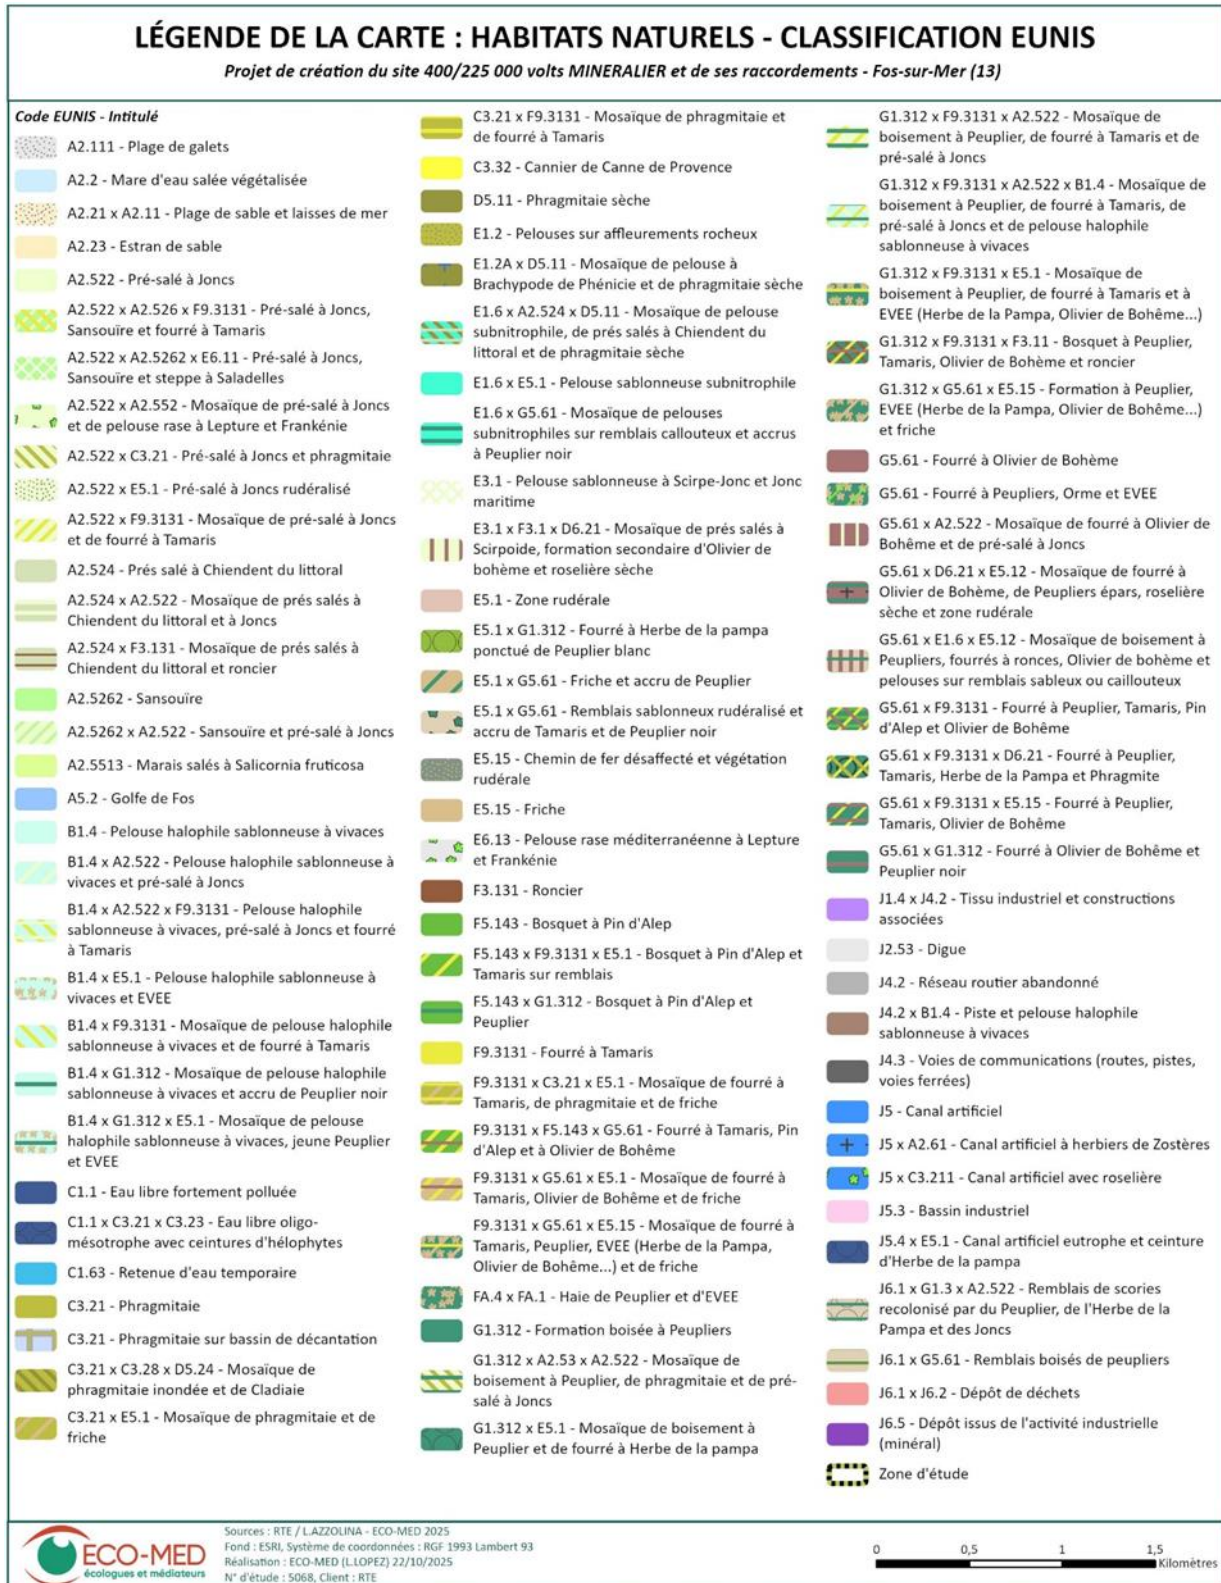 LÉGENDE DE LA CARTE : HABITATS NATURELS - CLASSIFICATION EUNIS
Projet de création du site 400/225 000 volts MINERALIER et de ses raccordements - Fos-sur-Mer (13)
Code EUNIS - Intitulé
A2.111 - Plage de galets
A2.2 - Mare d'eau salée végétalisée
A2.21 x A2.11 - Plage de sable et laisses de mer
A2.23 - Estran de sable
A2.522 - Pré-salé à Joncs
A2.522 x A2.526 x F9.3131 - Pré-salé à Joncs,
Sansouïre et fourré à Tamaris
A2.522 x A2.5262 x E6.11 - Pré-salé à Joncs,
Sansouïre et steppe à Saladelles
A2.522 x A2.552 - Mosaïque de pré-salé à Joncs
et de pelouse rase à Lepture et Frankénie
A2.522 x C3.21 - Pré-salé à Joncs et phragmitaie
A2.522 x E5.1 - Pré-salé à Joncs rudéralisé
A2.522 x F9.3131 - Mosaïque de pré-salé à Joncs
et de fourré à Tamaris
A2.524 - Prés salé à Chiendent du littoral
A2.524 x A2.522 - Mosaïque de prés salés à
Chiendent du littoral et à Joncs
A2.524 x F3.131 - Mosaïque de prés salés à
Chiendent du littoral et roncier
A2.5262 - Sansouïre
A2.5262 x A2.522 - Sansouïre et pré-salé à Joncs
A2.5513 - Marais salés à Salicornia fruticosa
A5.2 - Golfe de Fos
B1.4 - Pelouse halophile sablonneuse à vivaces
B1.4 x A2.522 - Pelouse halophile sablonneuse à
vivaces et pré-salé à Joncs
B1.4 x A2.522 x F9.3131 - Pelouse halophile
sablonneuse à vivaces, pré-salé à Joncs et fourré
à Tamaris
B1.4 x E5.1 - Pelouse halophile sablonneuse à
vivaces et EVEE
B1.4 x F9.3131 - Mosaïque de pelouse halophile
sablonneuse à vivaces et de fourré à Tamaris
B1.4 x G1.312 - Mosaïque de pelouse halophile
sablonneuse à vivaces et accru de Peuplier noir
B1.4 x G1.312 x E5.1 - Mosaïque de pelouse
halophile sablonneuse à vivaces, jeune Peuplier
et EVEE
C1.1 - Eau libre fortement polluée
C1.1 x C3.21 x C3.23 - Eau libre oligo-
mésotrophe avec ceintures d'hélophytes
C1.63 - Retenue d'eau temporaire
C3.21 - Phragmitaie
C3.21 - Phragmitaie sur bassin de décantation
C3.21 x C3.28 x D5.24 - Mosaïque de
phragmitaie inondée et de Cladiaie
C3.21 x E5.1 - Mosaïque de phragmitaie et de
friche
C3.21 x F9.3131 - Mosaïque de phragmitaie et
de fourré à Tamaris
C3.32 - Cannier de Canne de Provence
D5.11 - Phragmitaie sèche
E1.2 - Pelouses sur affleurements rocheux
E1.2A x D5.11 - Mosaïque de pelouse à
Brachypode de Phénicie et de phragmitaie sèche
E1.6 x A2.524 x D5.11 - Mosaïque de pelouse
subnitrophile, de prés salés à Chiendent du
littoral et de phragmitaie sèche
E1.6 x E5.1 - Pelouse sablonneuse subnitrophile
E1.6 x G5.61 - Mosaïque de pelouses
subnitrophiles sur remblais callouteux et accrus
à Peuplier noir
E3.1 - Pelouse sablonneuse à Scirpe-Jonc et Jonc
maritime
E3.1 x F3.1 x D6.21 - Mosaïque de prés salés à
Scirpoide, formation secondaire d'Olivier de
bohème et roselière sèche
E5.1 - Zone rudérale
E5.1 x G1.312 - Fourré à Herbe de la pampa
ponctué de Peuplier blanc
E5.1 x G5.61 - Friche et accru de Peuplier
E5.1 x G5.61 - Remblais sablonneux rudéralisé et
accru de Tamaris et de Peuplier noir
E5.15 - Chemin de fer désaffecté et végétation
rudérale
E5.15 - Friche
E6.13 - Pelouse rase méditerranéenne à Lepture
et Frankénie
F3.131 - Roncier
F5.143 - Bosquet à Pin d'Alep
F5.143 x F9.3131 x E5.1 - Bosquet à Pin d'Alep et
Tamaris sur remblais
F5.143 x G1.312 - Bosquet à Pin d'Alep et
Peuplier
F9.3131 - Fourré à Tamaris
F9.3131 x C3.21 x E5.1 - Mosaïque de fourré à
Tamaris, de phragmitaie et de friche
F9.3131 x F5.143 x G5.61 - Fourré à Tamaris, Pin
d'Alep et à Olivier de Bohême
F9.3131 x G5.61 x E5.1 - Mosaïque de fourré à
Tamaris, Olivier de Bohême et de friche
F9.3131 x G5.61 x E5.15 - Mosaïque de fourré à
Tamaris, Peuplier, EVEE (Herbe de la Pampa,
Olivier de Bohême...) et de friche
FA.4 x FA.1 - Haie de Peuplier et d'EVEE
G1.312 - Formation boisée à Peupliers
G1.312 x A2.53 x A2.522 - Mosaïque de
boisement à Peuplier, de phragmitaie et de pré-
salé à Joncs
G1.312 x E5.1 - Mosaïque de boisement à
Peuplier et de fourré à Herbe de la pampa
G1.312 x F9.3131 x A2.522 - Mosaïque de
boisement à Peuplier, de fourré à Tamaris et de
pré-salé à Joncs
G1.312 x F9.3131 x A2.522 x B1.4 - Mosaïque de
boisement à Peuplier, de fourré à Tamaris, de
pré-salé à Joncs et de pelouse halophile
sablonneuse à vivaces
G1.312 x F9.3131 x E5.1 - Mosaïque de
boisement à Peuplier, de fourré à Tamaris et à
EVEE (Herbe de la Pampa, Olivier de Bohême...)
G1.312 x F9.3131 x F3.11 - Bosquet à Peuplier,
Tamaris, Olivier de Bohème et roncier
G1.312 x G5.61 x E5.15 - Formation à Peuplier,
EVEE (Herbe de la Pampa, Olivier de Bohême...)
et friche
G5.61 - Fourré à Olivier de Bohème
G5.61 - Fourré à Peupliers, Orme et EVEE
G5.61 x A2.522 - Mosaïque de fourré à Olivier de
Bohême et de pré-salé à Joncs
G5.61 x D6.21 x E5.12 - Mosaïque de fourré à
Olivier de Bohème, de Peupliers épars, roselière
sèche et zone rudérale
G5.61 x E1.6 x E5.12 - Mosaïque de boisement à
Peupliers, fourrés à ronces, Olivier de bohème et
pelouses sur remblais sableux ou caillouteux
G5.61 x F9.3131 - Fourré à Peuplier, Tamaris, Pin
d'Alep et Olivier de Bohême
G5.61 x F9.3131 x D6.21 - Fourré à Peuplier,
Tamaris, Herbe de la Pampa et Phragmite
G5.61 x F9.3131 x E5.15 - Fourré à Peuplier,
Tamaris, Olivier de Bohême
G5.61 x G1.312 - Fourré à Olivier de Bohême et
Peuplier noir
J1.4 x J4.2 - Tissu industriel et constructions
associées
J2.53 - Digue
J4.2 - Réseau routier abandonné
J4.2 x B1.4 - Piste et pelouse halophile
sablonneuse à vivaces
J4.3 - Voies de communications (routes, pistes,
voies ferrées)
J5 - Canal artificiel
J5 x A2.61 - Canal artificiel à herbiers de Zostères
J5 x C3.211 - Canal artificiel avec roselière
J5.3 - Bassin industriel
J5.4 x E5.1 - Canal artificiel eutrophe et ceinture
d'Herbe de la pampa
J6.1 x G1.3 x A2.522 - Remblais de scories
recolonisé par du Peuplier, de l'Herbe de la
Pampa et des Joncs
J6.1 x G5.61 - Remblais boisés de peupliers
J6.1 x J6.2 - Dépôt de déchets
J6.5 - Dépôt issus de l'activité industrielle
(minéral)
Zone d'étude
ECO-MED
écologues et médiateurs
Sources : RTE / L.AZZOLINA - ECO-MED 2025
Fond : ESRI, Système de coordonnées : RGF 1993 Lambert 93
Réalisation : ECO-MED (L.LOPEZ) 22/10/2025
N° d'étude : 5068, Client : RTE
0 0,5 1 1,5
Kilomètres